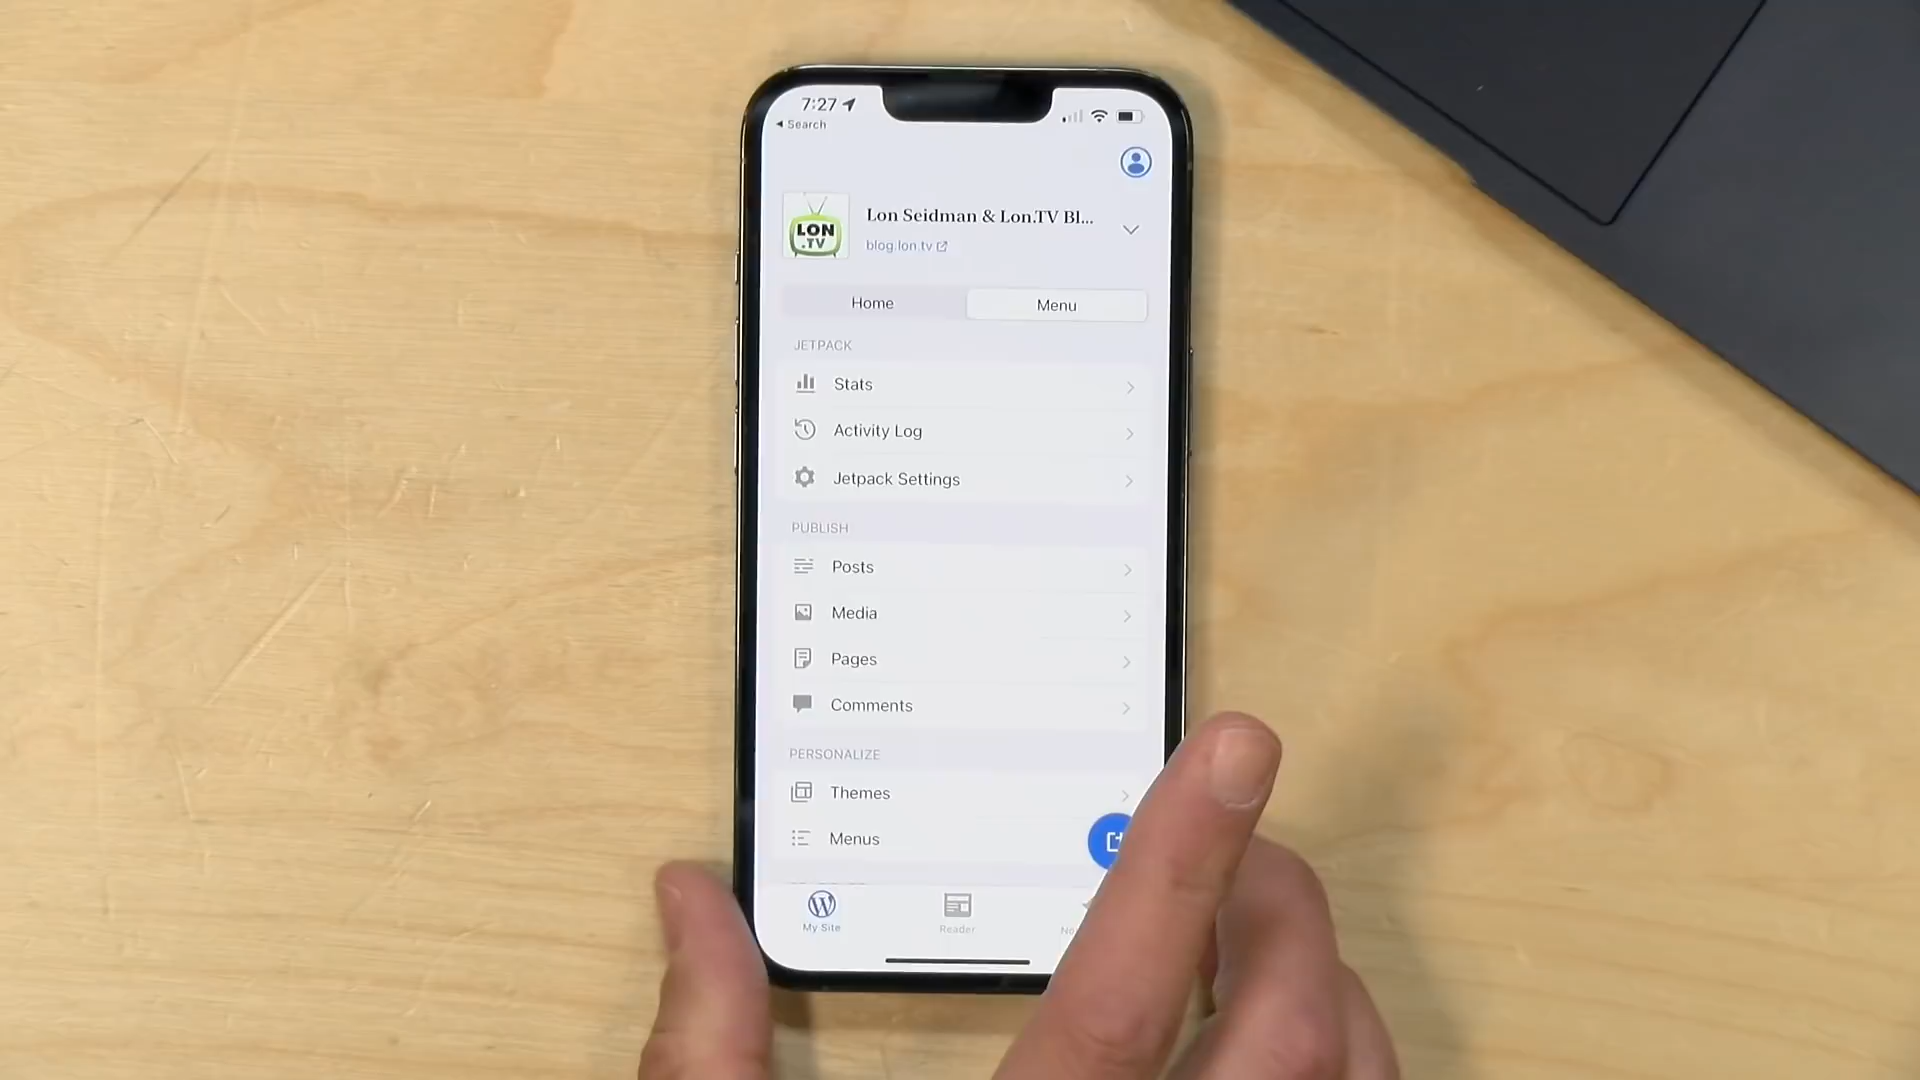 7:27
Search
LON
.TV
Lon Seidman & Lon.TV Bl...
blog.lon.tv
Home
Menu
JETPACK
Stats
Activity Log
Jetpack Settings
PUBLISH
Posts
Media
Pages
Comments
PERSONALIZE
Themes
Menus
My Site
Reader
No